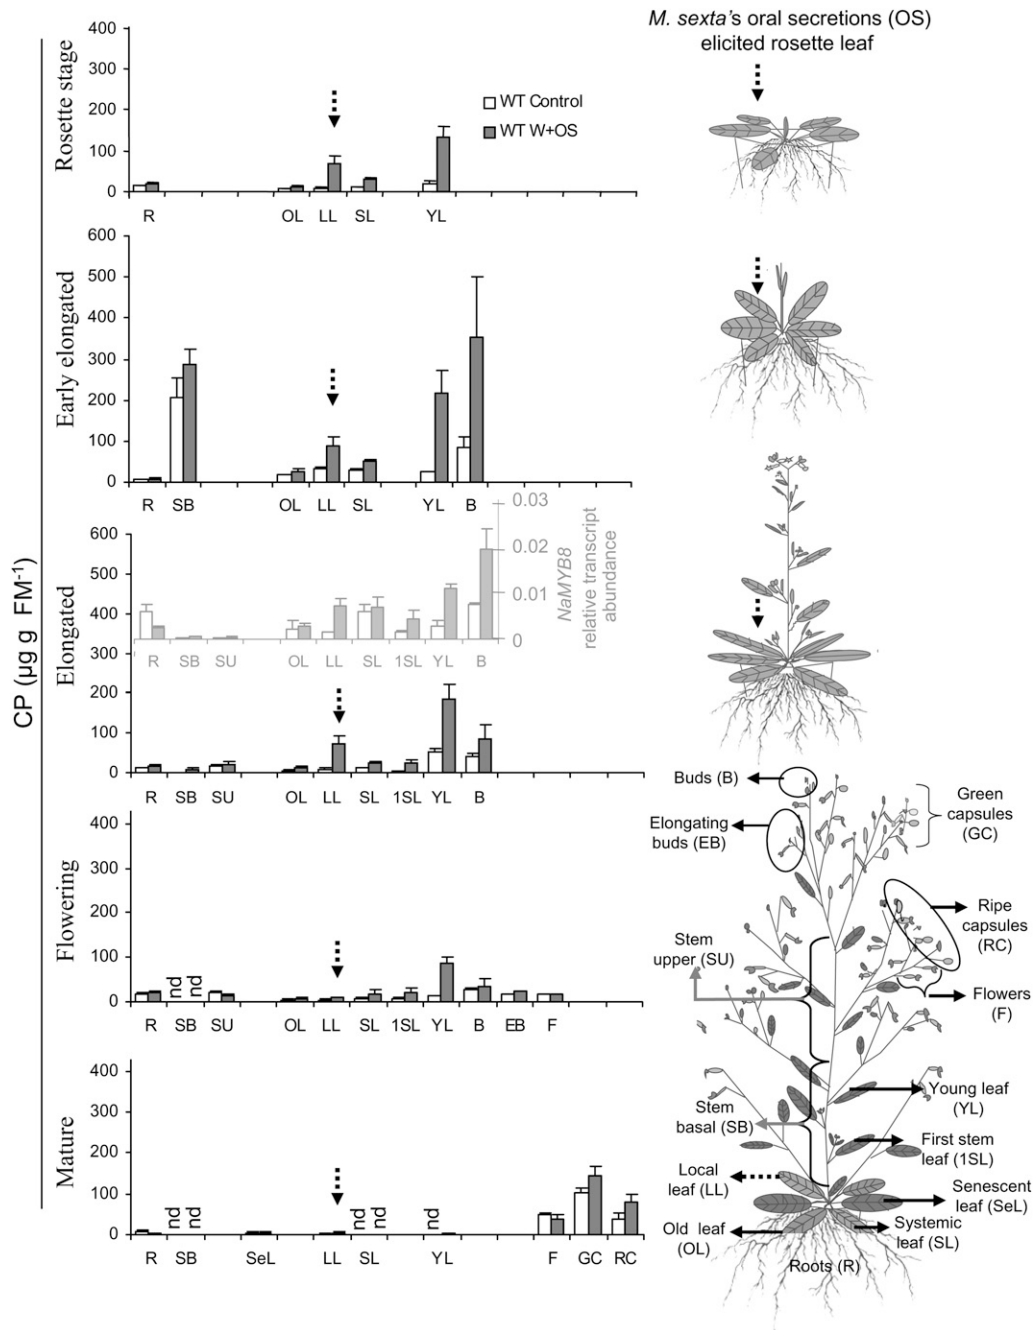 M. sexta's oral secretions (OS)
elicited rosette leaf
CP (µg g FM-1)
Rosette stage
400
300
200
100
0
WT Control
WT W+OS
R OL LL SL YL
Early elongated
600
500
400
300
200
100
0
R SB OL LL SL YL B
Elongated
600
500
400
300
200
100
0
0.03
0.02
0.01
0
NaMYB8
relative transcript
abundance
R SB SU OL LL SL 1SL YL B
R SB SU OL LL SL 1SL YL B
Flowering
400
300
200
100
0
nd nd
R SB SU OL LL SL 1SL YL B EB F
Mature
400
300
200
100
0
nd nd nd nd nd
R SB SeL LL SL YL F GC RC
Buds (B)
Elongating
buds (EB)
Green
capsules
(GC)
Ripe
capsules
(RC)
Stem
upper (SU)
Flowers
(F)
Young leaf
(YL)
Stem
basal (SB)
First stem
leaf (1SL)
Local
leaf (LL)
Senescent
leaf (SeL)
Old leaf
(OL)
Systemic
leaf (SL)
Roots (R)